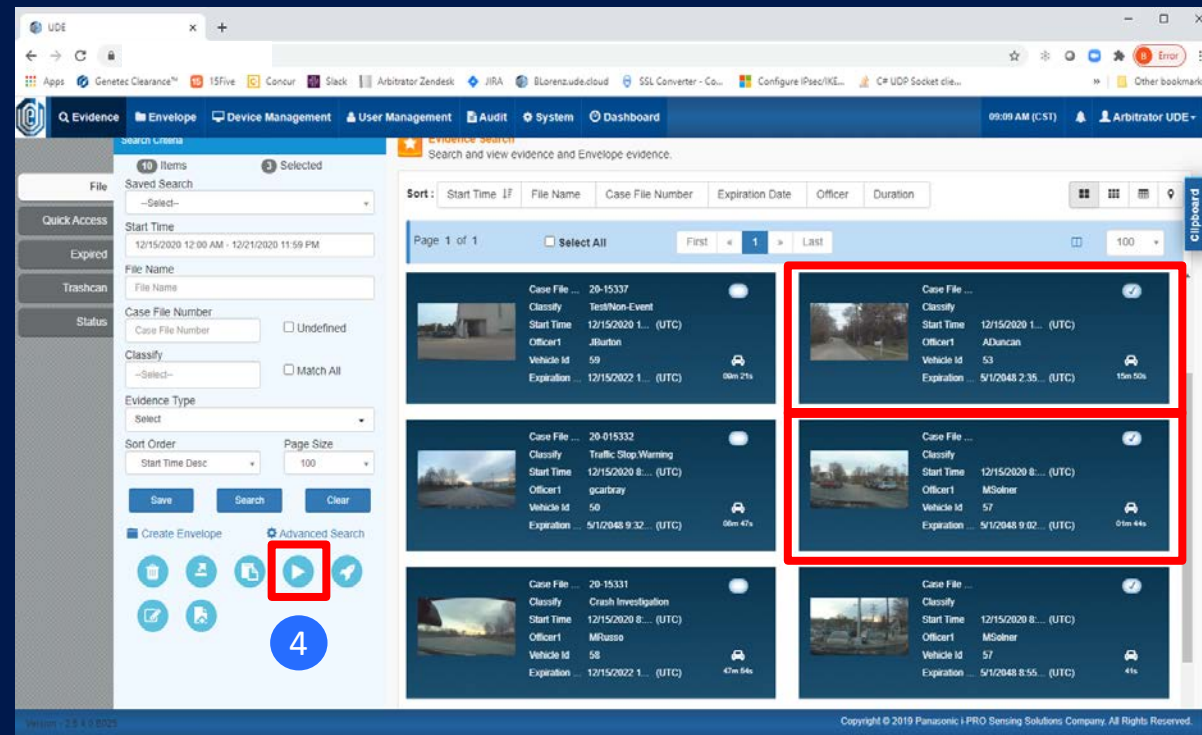 UDE
Error
Apps
Genetec Clearance™
15Five
Concur
Slack
Arbitrator Zendesk
JIRA
BLorenz.ude.cloud
SSL Converter - Co...
Configure IPsec/IKE...
C# UDP Socket clie...
Other bookmark
Evidence
Envelope
Device Management
User Management
Audit
System
Dashboard
09:09 AM (CST)
Arbitrator UDE
File
Quick Access
Expired
Trashcan
Status
Search Criteria
10 Items
3 Selected
Saved Search
--Select--
Start Time
12/15/2020 12:00 AM - 12/21/2020 11:59 PM
File Name
File Name
Case File Number
Case File Number
Undefined
Classify
--Select--
Match All
Evidence Type
Select
Sort Order
Page Size
Start Time Desc
100
Save
Search
Clear
Create Envelope
Advanced Search
4
Evidence Search
Search and view evidence and Envelope evidence.
Sort :
Start Time
File Name
Case File Number
Expiration Date
Officer
Duration
Clipboard
Page 1 of 1
Select All
First
«
1
»
Last
100
Case File ... 20-15337
Classify Test/Non-Event
Start Time 12/15/2020 1... (UTC)
Officer1 JBurton
Vehicle Id 59
Expiration ... 12/15/2022 1... (UTC)
09m 21s
Case File ...
Classify
Start Time 12/15/2020 1... (UTC)
Officer1 ADuncan
Vehicle Id 53
Expiration ... 5/1/2048 2:35... (UTC)
15m 50s
Case File ... 20-015332
Classify Traffic Stop.Warning
Start Time 12/15/2020 8:... (UTC)
Officer1 gcarbray
Vehicle Id 50
Expiration ... 5/1/2048 9:32... (UTC)
06m 47s
Case File ...
Classify
Start Time 12/15/2020 8:... (UTC)
Officer1 MSolner
Vehicle Id 57
Expiration ... 5/1/2048 9:02... (UTC)
01m 44s
Case File ... 20-15331
Classify Crash Investigation
Start Time 12/15/2020 8:... (UTC)
Officer1 MRusso
Vehicle Id 58
Expiration ... 12/15/2022 1... (UTC)
47m 54s
Case File ...
Classify
Start Time 12/15/2020 8:... (UTC)
Officer1 MSolner
Vehicle Id 57
Expiration ... 5/1/2048 8:55... (UTC)
41s
Copyright © 2019 Panasonic i-PRO Sensing Solutions Company. All Rights Reserved.